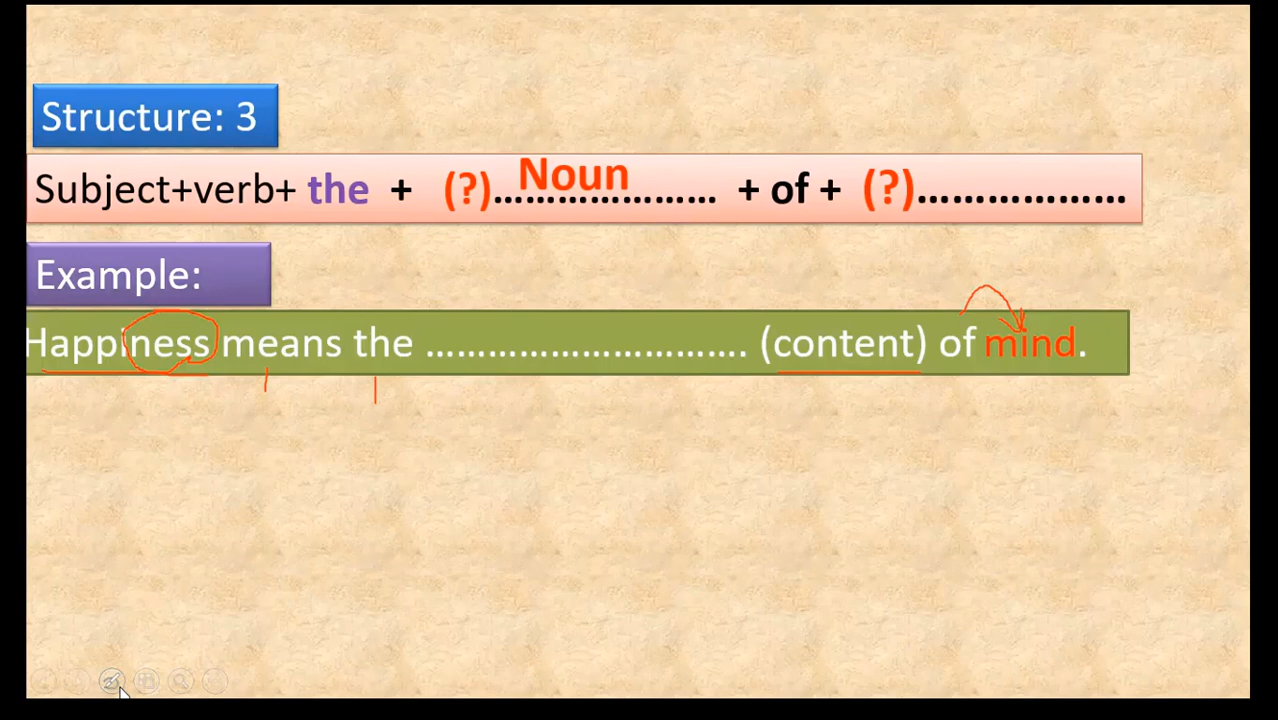 Structure: 3
Subject+verb+ the + (?)…Noun………… + of + (?)…………………
Example:
Happiness means the ……………………………. (content) of mind.